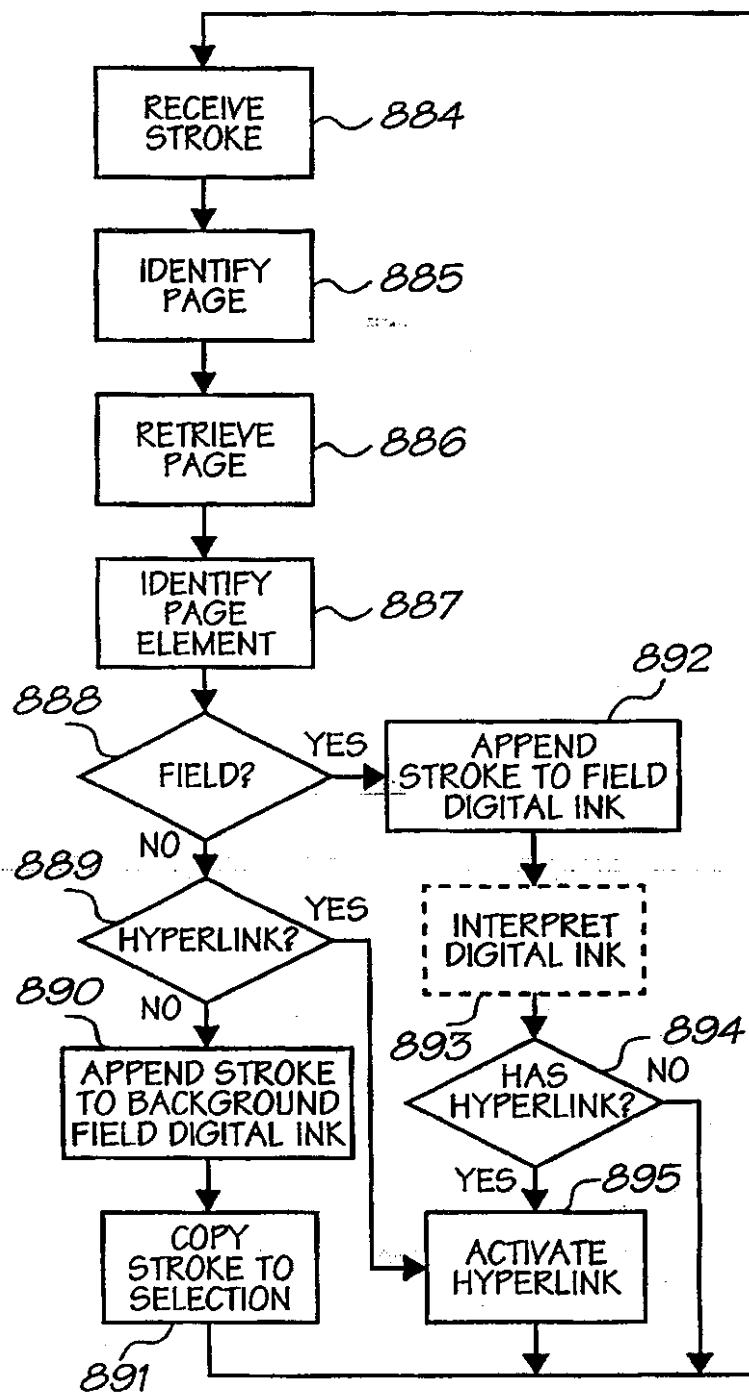 RECEIVE
STROKE
884
IDENTIFY
PAGE
885
RETRIEVE
PAGE
886
IDENTIFY
PAGE
ELEMENT
887
888
FIELD?
YES
NO
892
APPEND
STROKE TO FIELD
DIGITAL INK
889
HYPERLINK?
YES
NO
INTERPRET
DIGITAL INK
893
890
APPEND STROKE
TO BACKGROUND
FIELD DIGITAL INK
894
HAS
HYPERLINK?
NO
YES
895
COPY
STROKE TO
SELECTION
891
ACTIVATE
HYPERLINK